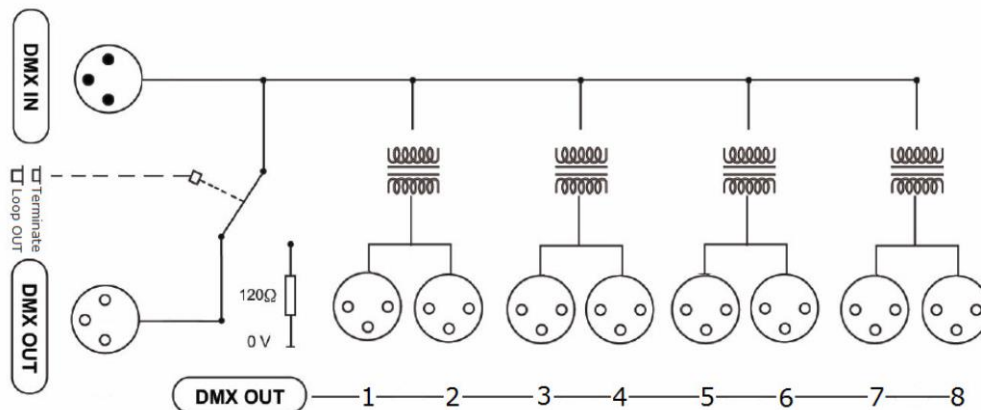 DMX IN
Terminate
Loop OUT
DMX OUT
120Ω
0 V
DMX OUT 1 2 3 4 5 6 7 8